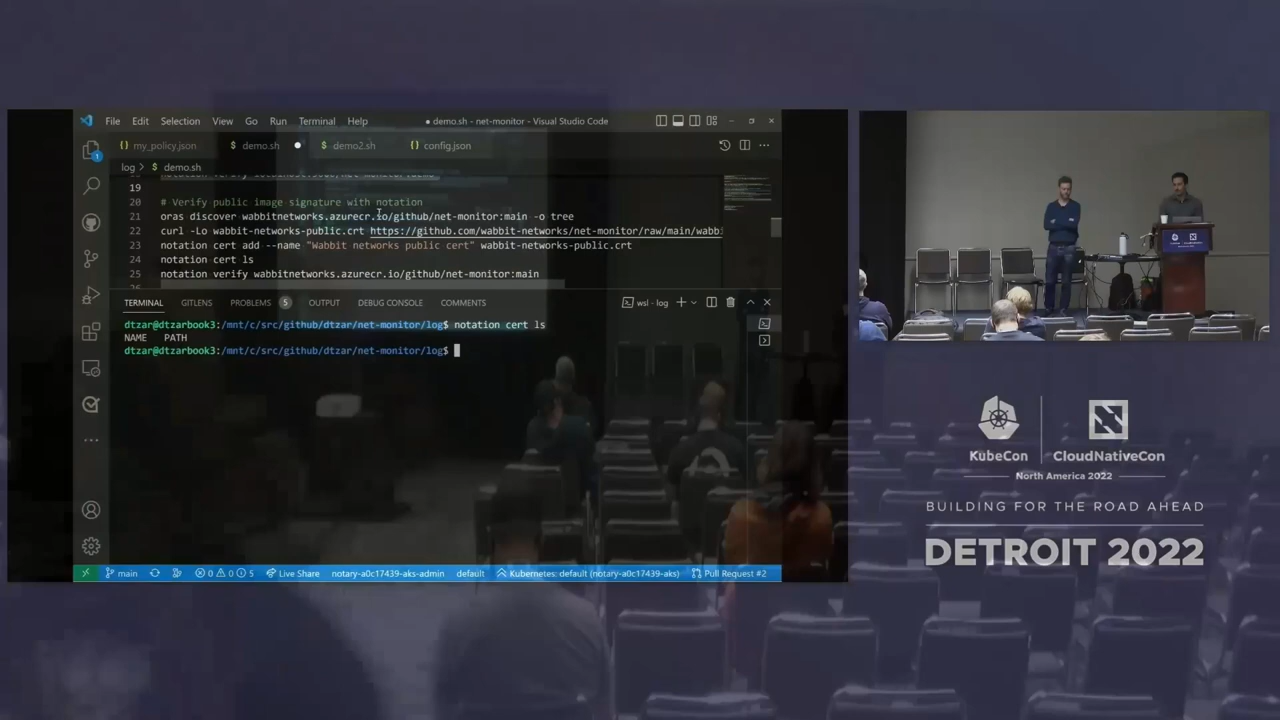 File Edit Selection View Go Run Terminal Help
● demo.sh - net-monitor - Visual Studio Code
{} my_policy.json $ demo.sh ● $ demo2.sh {} config.json
log > $ demo.sh
19
20 # Verify public image signature with notation
21 oras discover wabbitnetworks.azurecr.io/github/net-monitor:main -o tree
22 curl -Lo wabbit-networks-public.crt https://github.com/wabbit-networks/net-monitor/raw/main/wabbi
23 notation cert add --name "Wabbit networks public cert" wabbit-networks-public.crt
24 notation cert ls
25 notation verify wabbitnetworks.azurecr.io/github/net-monitor:main
TERMINAL GITLENS PROBLEMS 5 OUTPUT DEBUG CONSOLE COMMENTS
wsl - log
dtzar@dtzarbook3:/mnt/c/src/github/dtzar/net-monitor/log$ notation cert ls
NAME PATH
dtzar@dtzarbook3:/mnt/c/src/github/dtzar/net-monitor/log$
1
main 0 0 5 Live Share notary-a0c17439-aks-admin default Kubernetes: default (notary-a0c17439-aks) Pull Request #2
KubeCon CloudNativeCon
North America 2022
BUILDING FOR THE ROAD AHEAD
DETROIT 2022